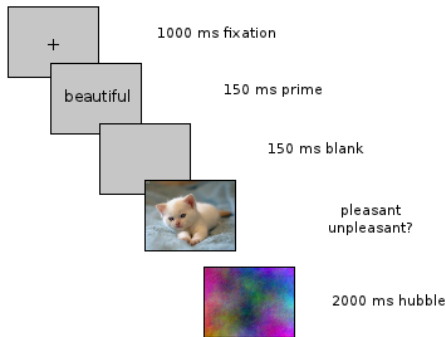 +
1000 ms fixation
beautiful
150 ms prime
150 ms blank
pleasant
unpleasant?
2000 ms hubble